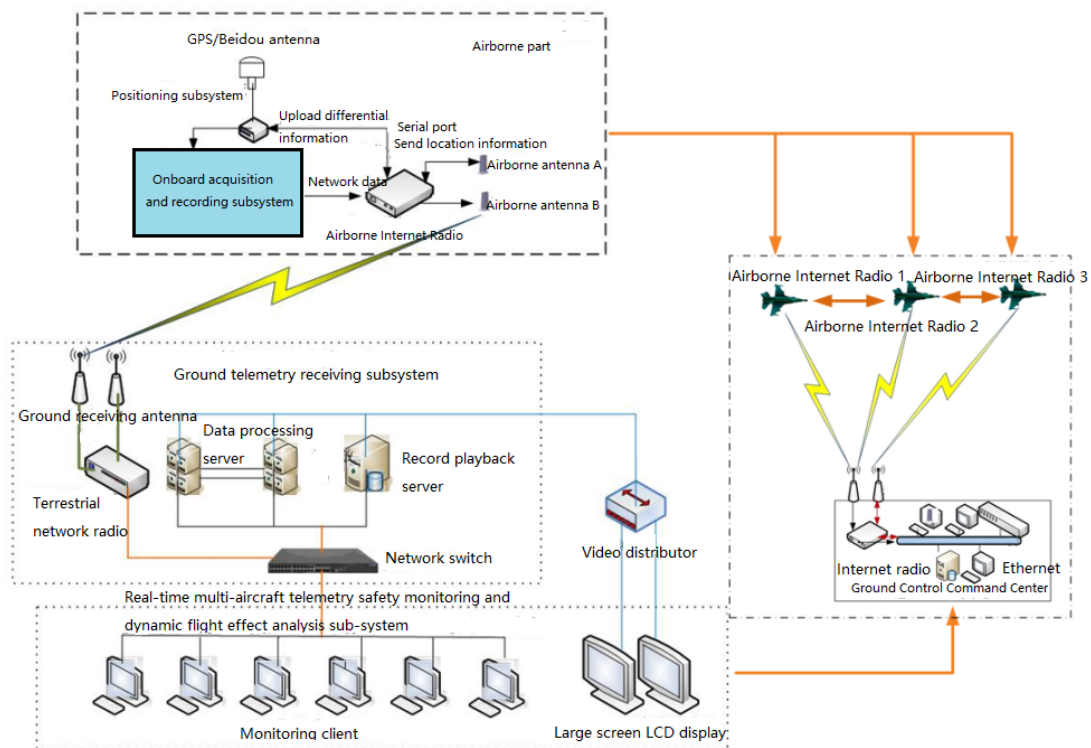 GPS/Beidou antenna
Airborne part
Positioning subsystem
Upload differential
information
Serial port
Send location information
Onboard acquisition
and recording subsystem
Network data
Airborne antenna A
Airborne antenna B
Airborne Internet Radio
Airborne Internet Radio 1
Airborne Internet Radio 3
Airborne Internet Radio 2
Ground telemetry receiving subsystem
Ground receiving antenna
Data processing
server
Record playback
server
Terrestrial
network radio
Network switch
Video distributor
Internet radio
Ethernet
Ground Control Command Center
Real-time multi-aircraft telemetry safety monitoring and
dynamic flight effect analysis sub-system
Monitoring client
Large screen LCD display